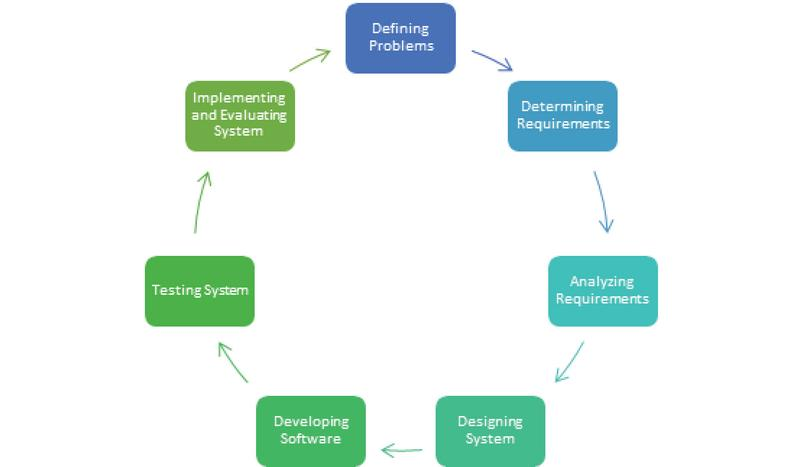 Defining
Problems
Determining
Requirements
Analyzing
Requirements
Designing
System
Developing
Software
Testing System
Implementing
and Evaluating
System